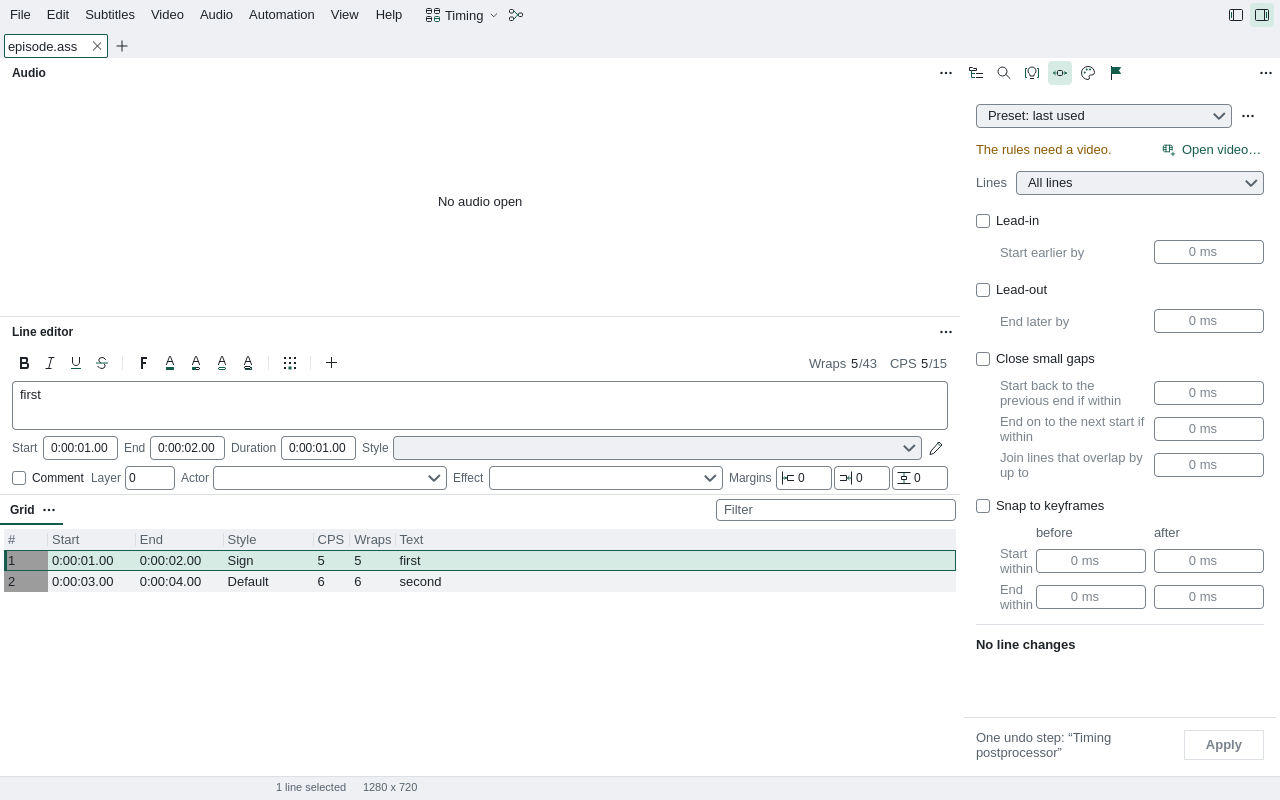 File Edit Subtitles Video Audio Automation View Help Timing
episode.ass
Audio
No audio open
Line editor
B I U S F A A A A Wraps 5/43 CPS 5/15
first
Start 0:00:01.00 End 0:00:02.00 Duration 0:00:01.00 Style
Comment Layer 0 Actor Effect Margins 0 0 0
Grid Filter
# Start End Style CPS Wraps Text
1 0:00:01.00 0:00:02.00 Sign 5 5 first
2 0:00:03.00 0:00:04.00 Default 6 6 second
Preset: last used
The rules need a video. Open video…
Lines All lines
Lead-in
Start earlier by 0 ms
Lead-out
End later by 0 ms
Close small gaps
Start back to the
previous end if within 0 ms
End on to the next start if
within 0 ms
Join lines that overlap by
up to 0 ms
Snap to keyframes
before after
Start
within 0 ms 0 ms
End
within 0 ms 0 ms
No line changes
One undo step: “Timing
postprocessor” Apply
1 line selected 1280 x 720